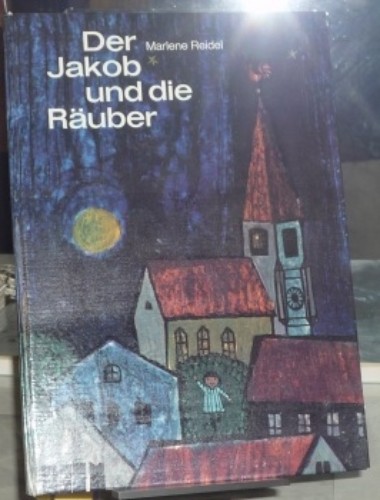 Der
Marlene Reidel
Jakob
und die
Räuber